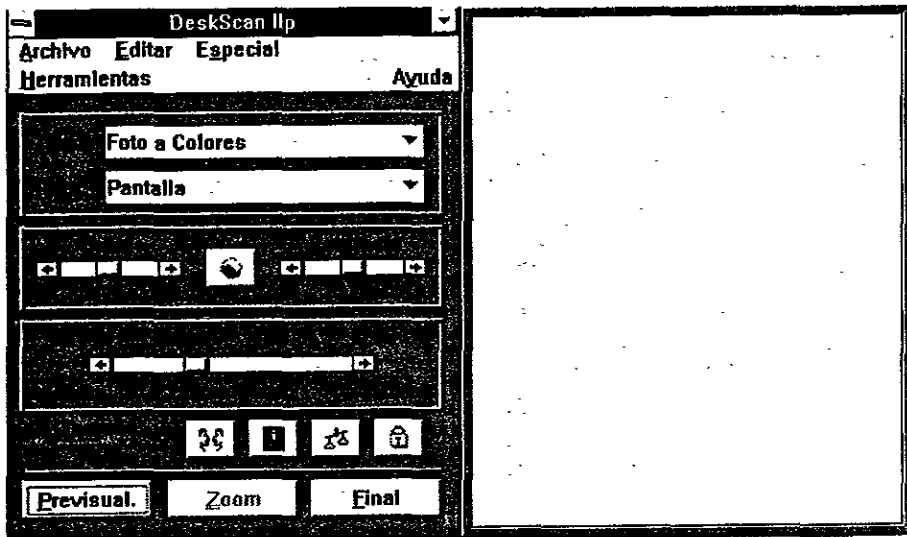 DeskScan IIp
Archivo Editar Especial
Herramientas Ayuda
Foto a Colores
Pantalla
Previsual. Zoom Final